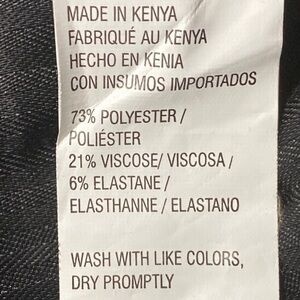 MADE IN KENYA
FABRIQUÉ AU KENYA
HECHO EN KENIA
CON INSUMOS IMPORTADOS
73% POLYESTER /
POLIÉSTER
21% VISCOSE/ VISCOSA /
6% ELASTANE /
ELASTHANNE / ELASTANO
WASH WITH LIKE COLORS,
DRY PROMPTLY